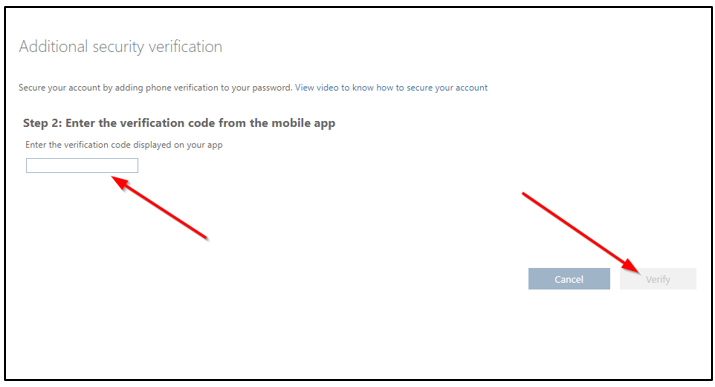 Additional security verification
Secure your account by adding phone verification to your password. View video to know how to secure your account
Step 2: Enter the verification code from the mobile app
Enter the verification code displayed on your app
Cancel
Verify